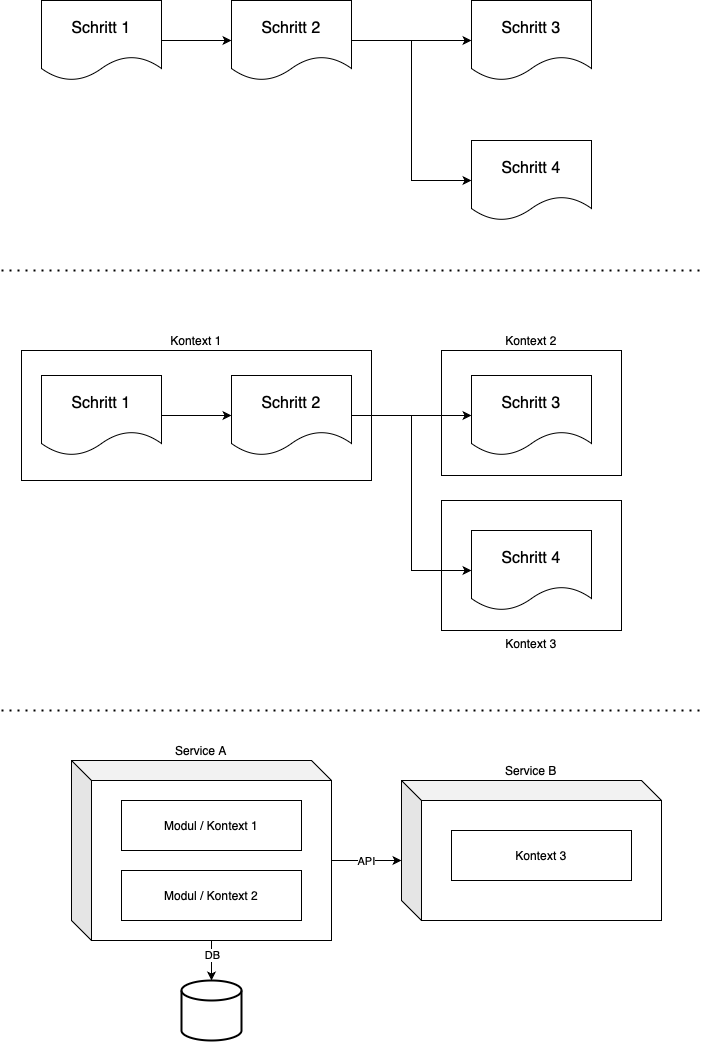 Schritt 1
Schritt 2
Schritt 3
Schritt 4
Kontext 1
Kontext 2
Schritt 1
Schritt 2
Schritt 3
Schritt 4
Kontext 3
Service A
Service B
Modul / Kontext 1
API
Kontext 3
Modul / Kontext 2
DB